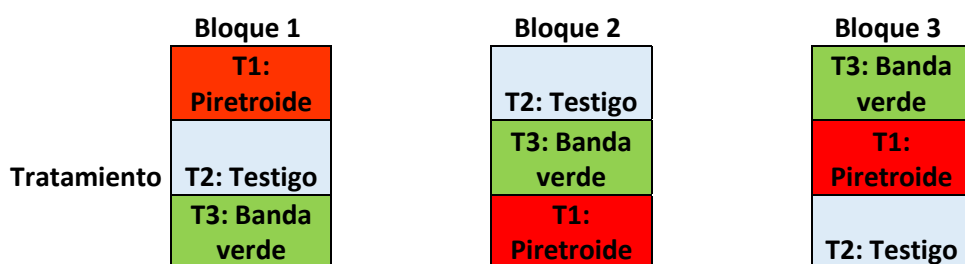 Bloque 1 Bloque 2 Bloque 3
T1:
Piretroide
T2: Testigo
T3: Banda
verde
Tratamiento T2: Testigo
T3: Banda
verde
T1:
Piretroide
T3: Banda
verde
T1:
Piretroide
T2: Testigo